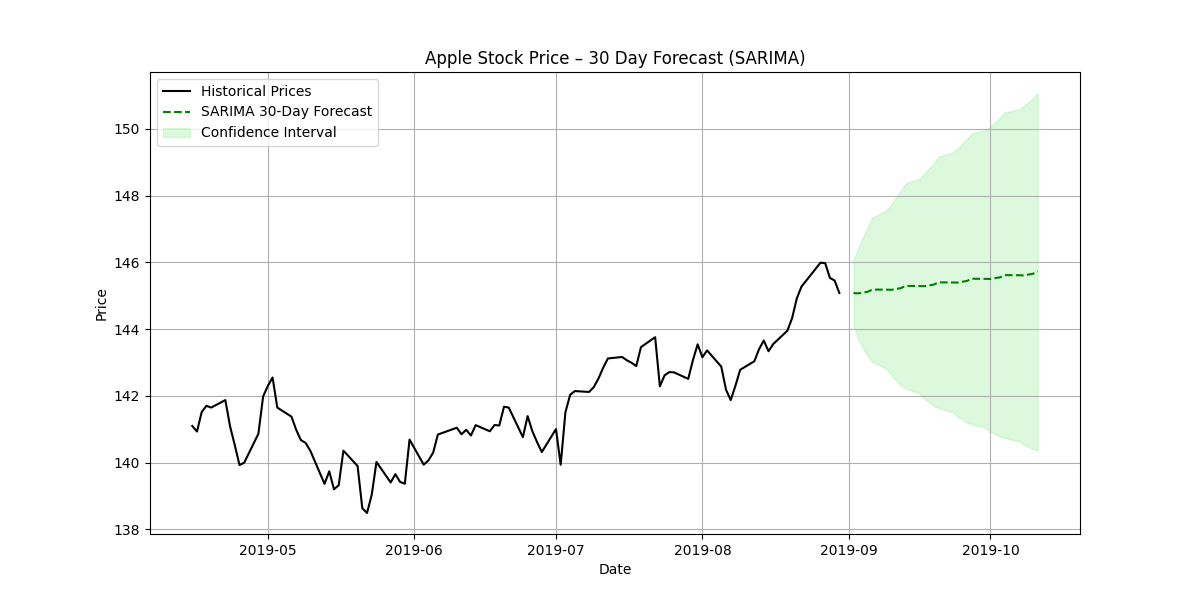 Apple Stock Price – 30 Day Forecast (SARIMA)
Historical Prices
SARIMA 30-Day Forecast
Confidence Interval
150
148
146
144
142
140
138
Price
2019-05 2019-06 2019-07 2019-08 2019-09 2019-10
Date